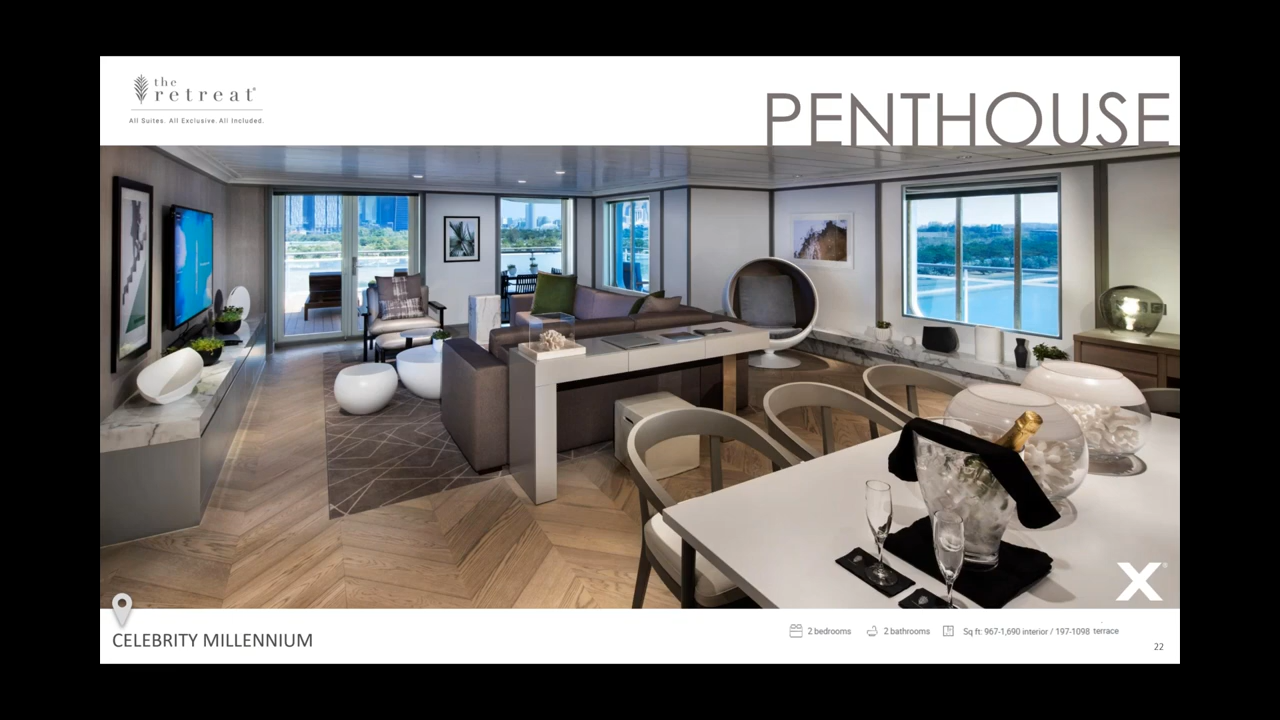 the
retreat®
All Suites. All Exclusive. All Included.
PENTHOUSE
X®
CELEBRITY MILLENNIUM
2 bedrooms 2 bathrooms Sq ft: 967-1,690 interior / 197-1098 terrace
22